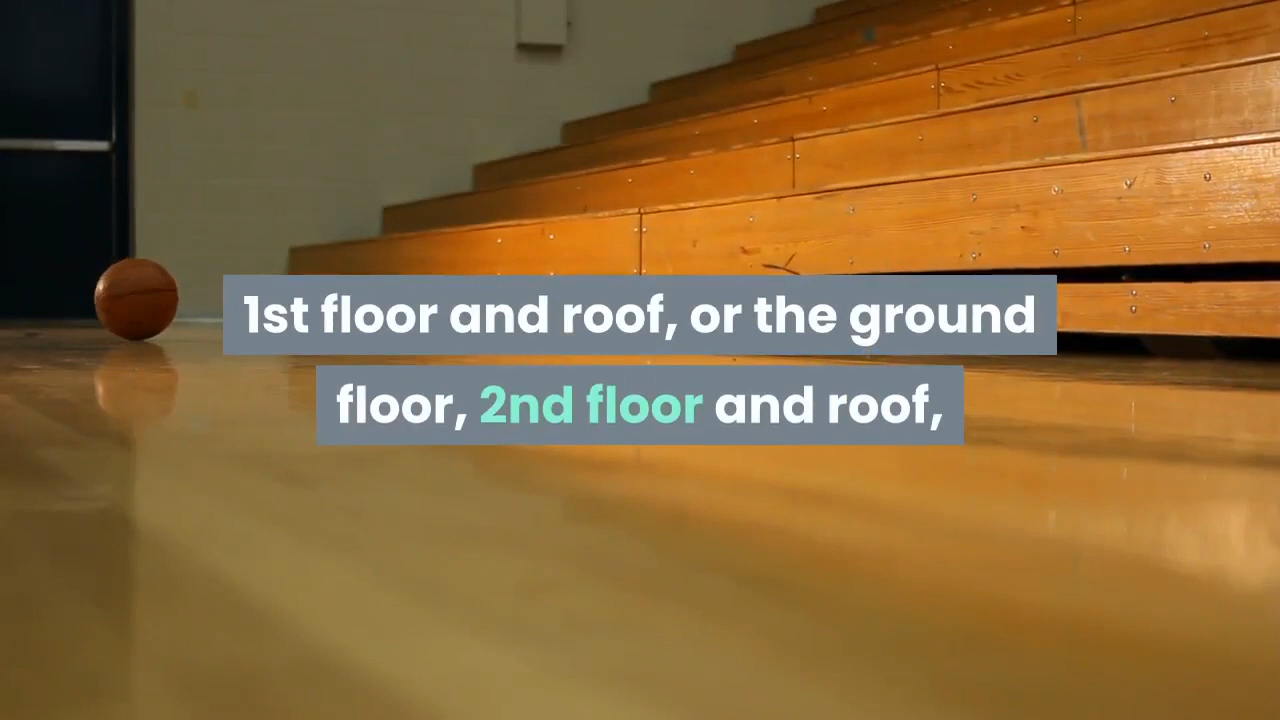 1st floor and roof, or the ground
floor, 2nd floor and roof,